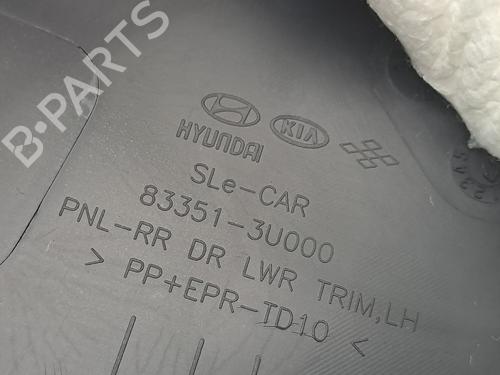 B-PARTS
HYUNDAI KIA
SLe-CAR
83351-3U000
PNL-RR DR LWR TRIM,LH
> PP+EPR-TD10 <